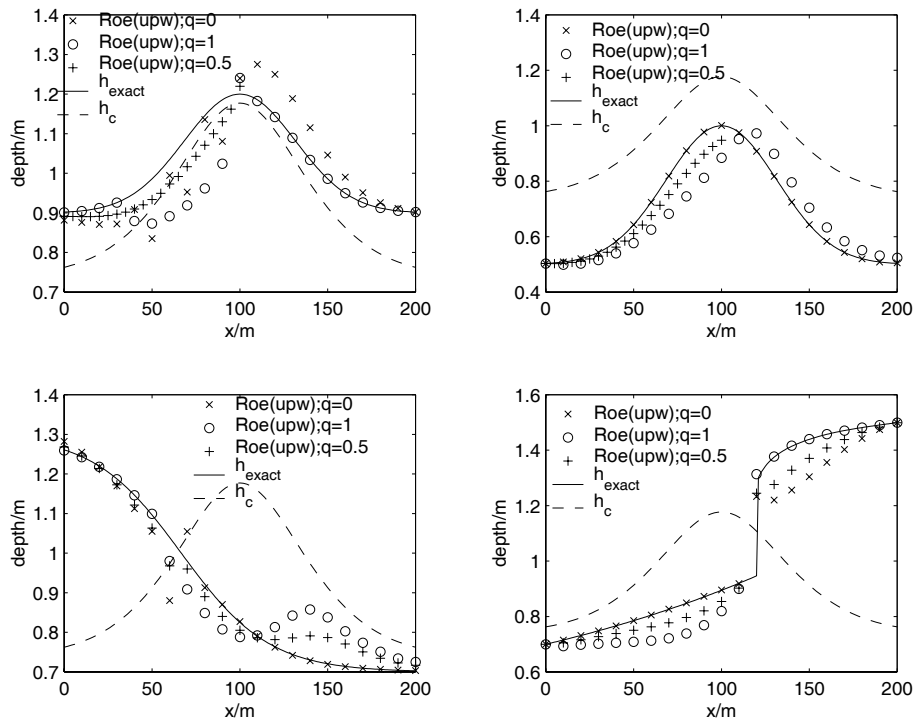 1.4
1.3
1.2
1.1
1
0.9
0.8
0.7
depth/m
× Roe(upw);q=0
○ Roe(upw);q=1
+ Roe(upw);q=0.5
h_exact
h_c
0 50 100 150 200
x/m
1.4
1.2
1
0.8
0.6
0.4
depth/m
× Roe(upw);q=0
○ Roe(upw);q=1
+ Roe(upw);q=0.5
h_exact
h_c
0 50 100 150 200
x/m
1.4
1.3
1.2
1.1
1
0.9
0.8
0.7
depth/m
× Roe(upw);q=0
○ Roe(upw);q=1
+ Roe(upw);q=0.5
h_exact
h_c
0 50 100 150 200
x/m
1.6
1.4
1.2
1
0.8
0.6
depth/m
× Roe(upw);q=0
○ Roe(upw);q=1
+ Roe(upw);q=0.5
h_exact
h_c
0 50 100 150 200
x/m